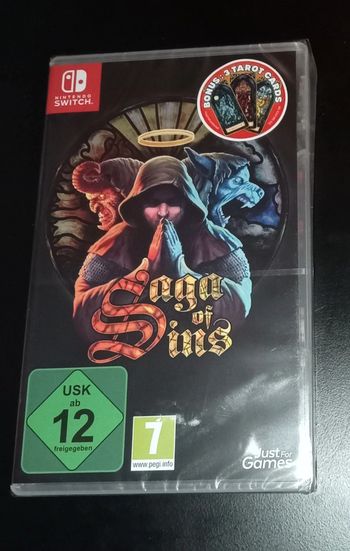 NINTENDO
SWITCH
BONUS: 3 TAROT CARDS
Saga
of
Sins
USK
ab
12
freigegeben
7
www.pegi.info
Just For
Games